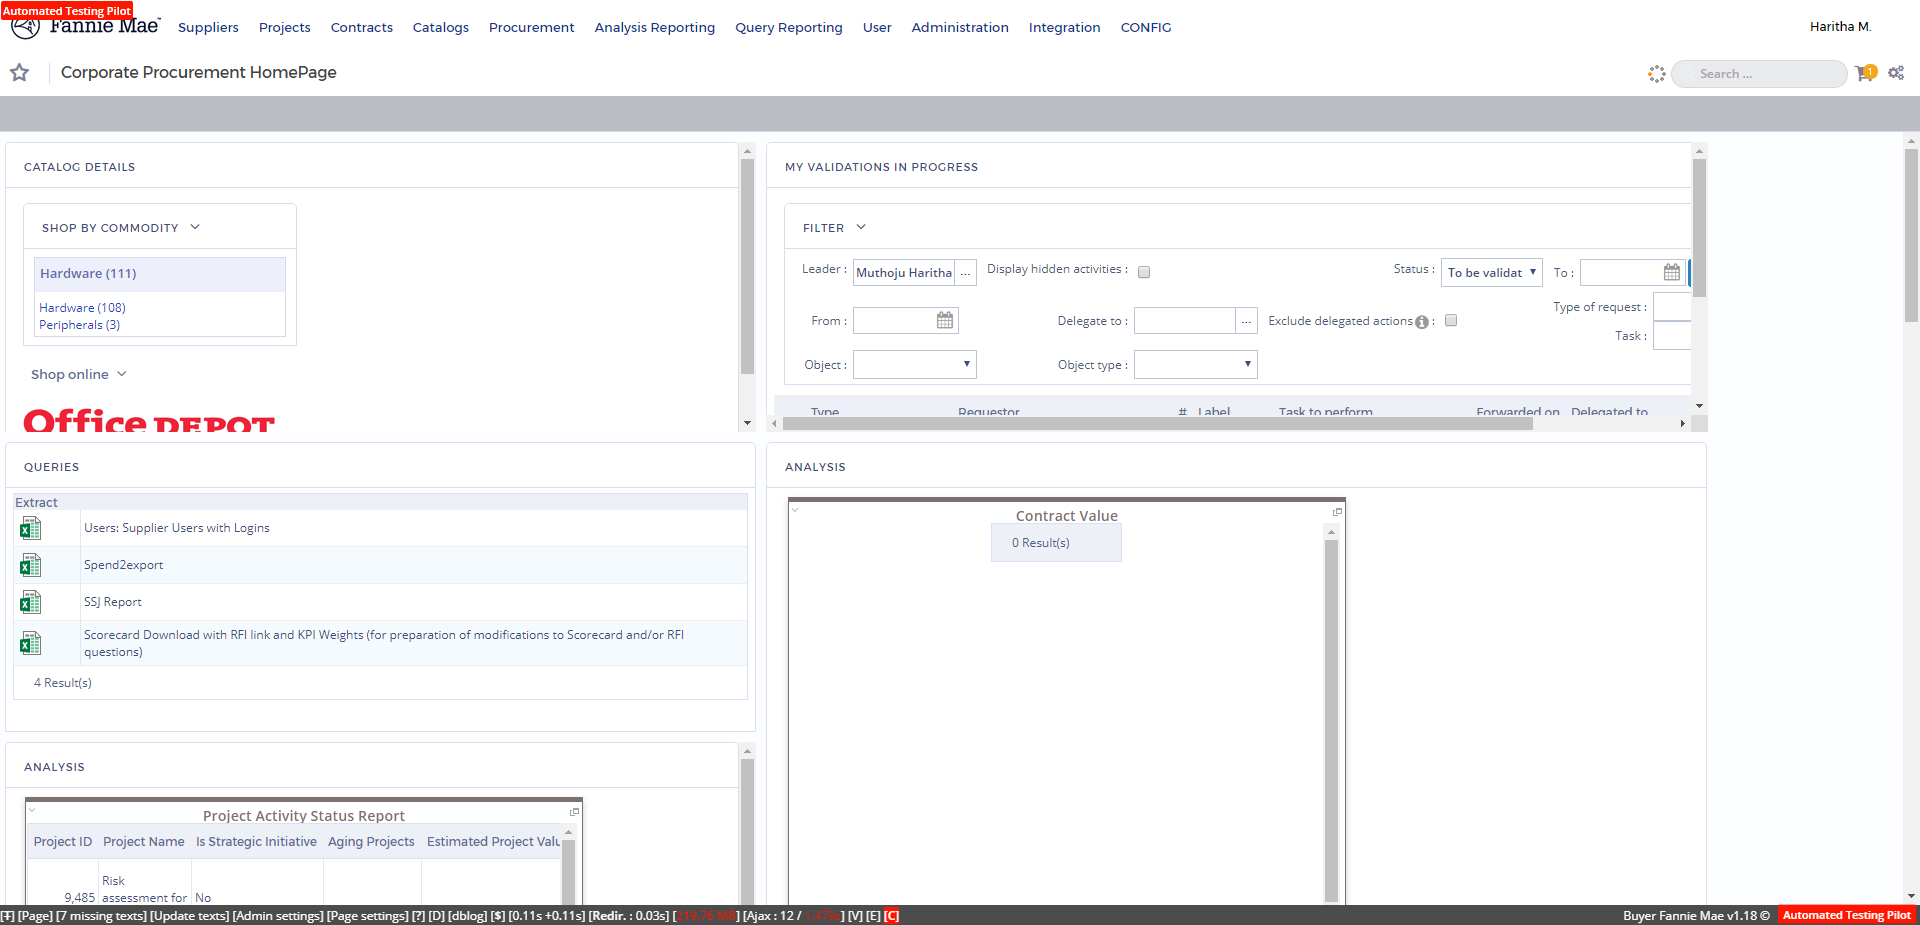 Automated Testing Pilot
Fannie Mae
Suppliers Projects Contracts Catalogs Procurement Analysis Reporting Query Reporting User Administration Integration CONFIG
Haritha M.
Corporate Procurement HomePage
Search ...
1
CATALOG DETAILS
SHOP BY COMMODITY
Hardware (111)
Hardware (108)
Peripherals (3)
Shop online
Office DEPOT
MY VALIDATIONS IN PROGRESS
FILTER
Leader : Muthoju Haritha ... Display hidden activities : Status : To be validat To :
Type of request :
From : Delegate to : ... Exclude delegated actions :
Task :
Object : Object type :
Type Requestor # Label Task to perform Forwarded on Delegated to
QUERIES
Extract
Users: Supplier Users with Logins
Spend2export
SSJ Report
Scorecard Download with RFI link and KPI Weights (for preparation of modifications to Scorecard and/or RFI
questions)
4 Result(s)
ANALYSIS
Contract Value
0 Result(s)
ANALYSIS
Project Activity Status Report
Project ID Project Name Is Strategic Initiative Aging Projects Estimated Project Valu
Risk
9,485 assessment for No
[T] [Page] [7 missing texts] [Update texts] [Admin settings] [Page settings] [?] [D] [dblog] [$] [0.11s +0.11s] [Redir. : 0.03s] [219.76 MB] [Ajax : 12 / 1.479s] [V] [E] [C]
Buyer Fannie Mae v1.18 © Automated Testing Pilot